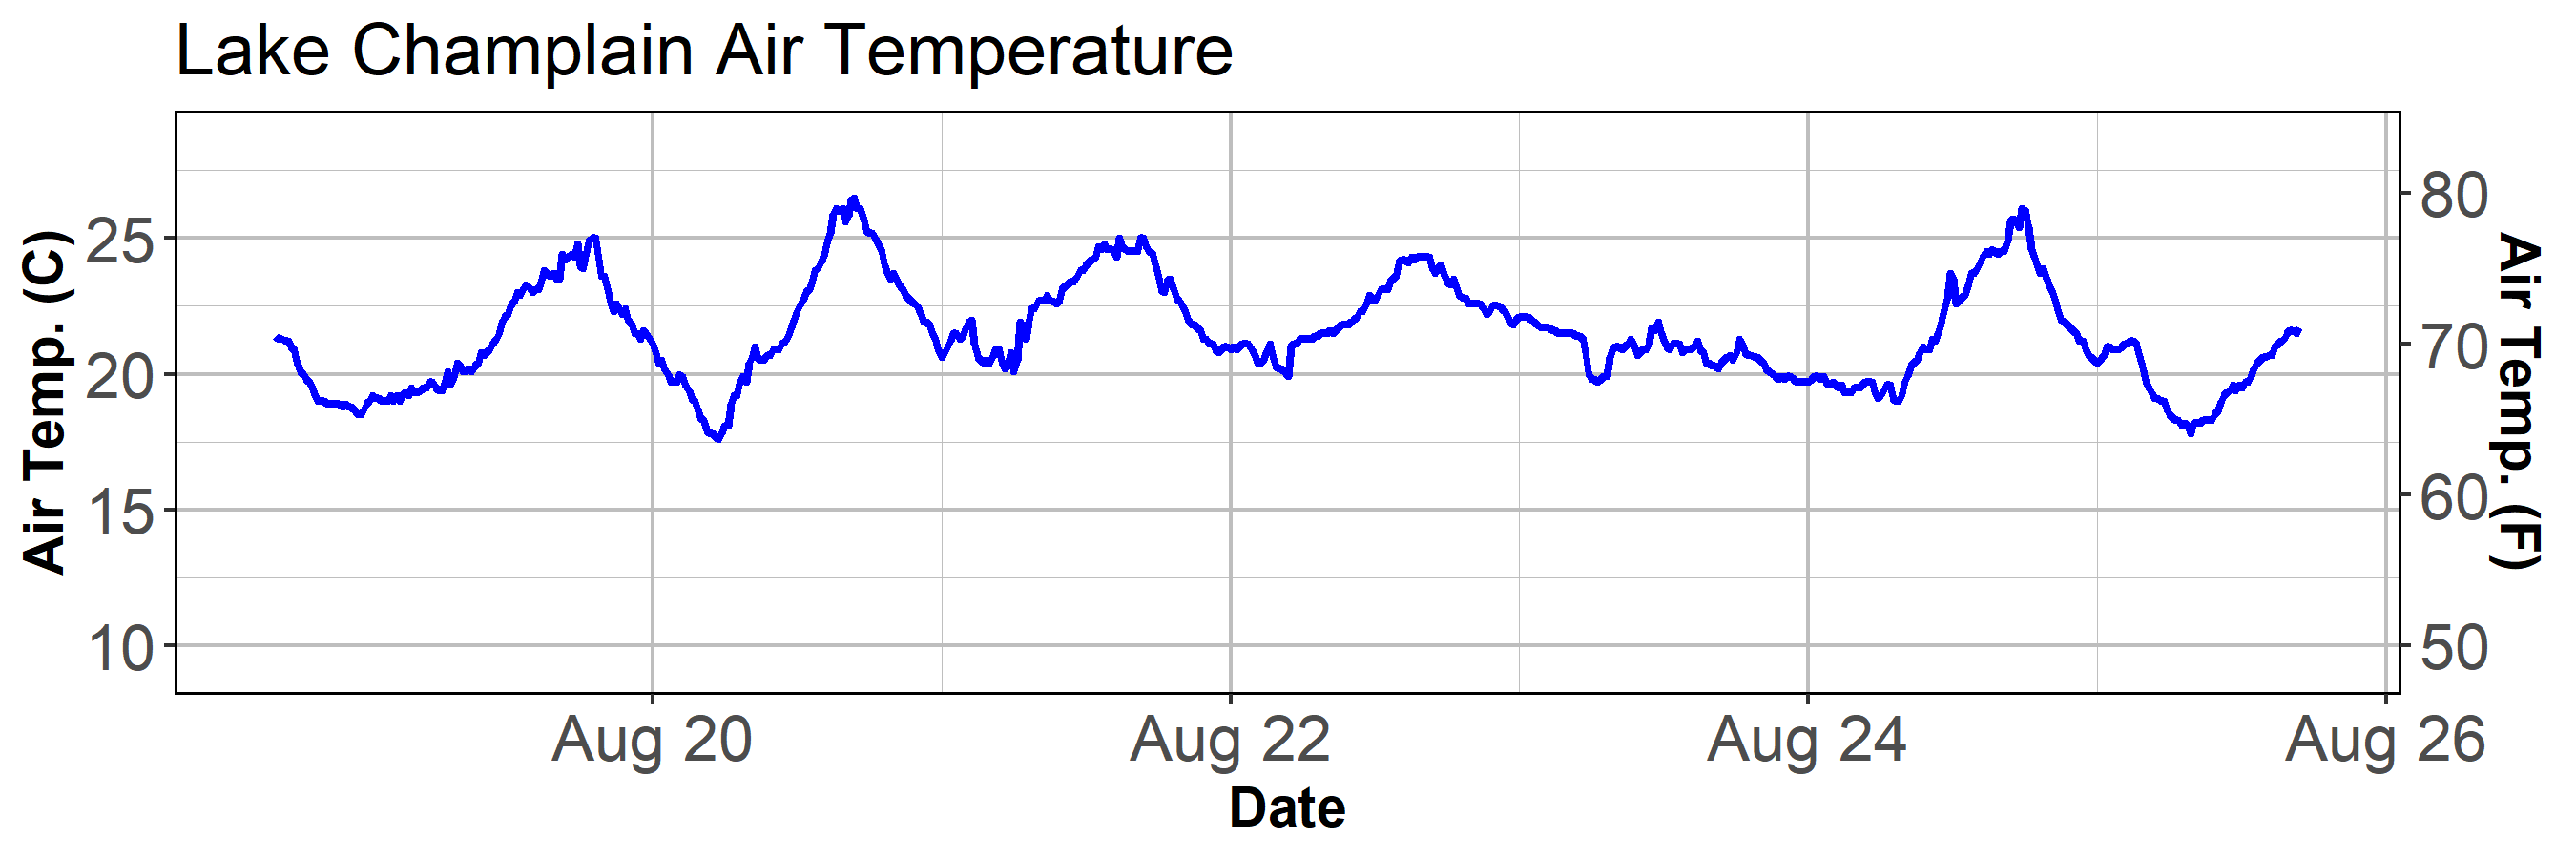 Lake Champlain Air Temperature
Air Temp. (C)
25
20
15
10
80
70
60
50
Air Temp. (F)
Aug 20
Aug 22
Aug 24
Aug 26
Date